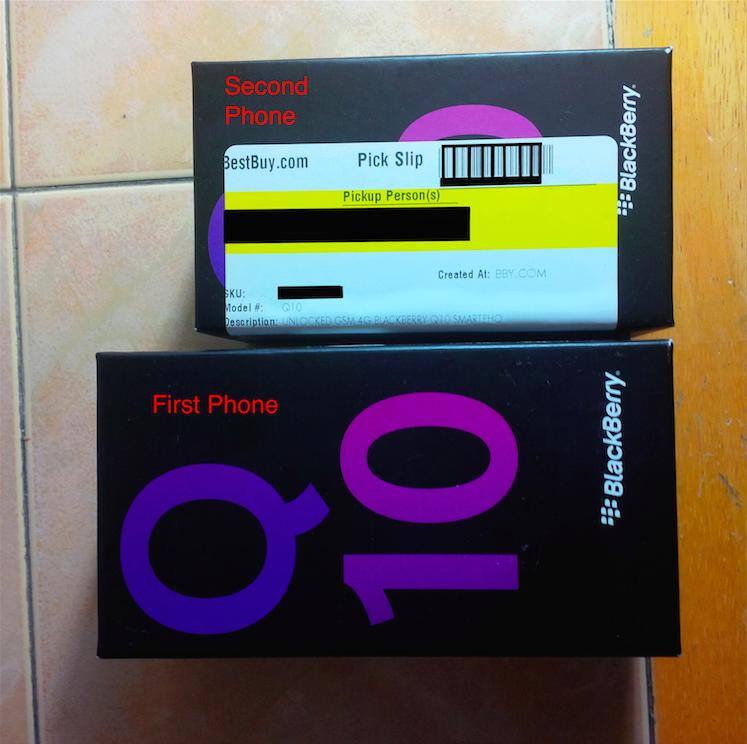 Second
Phone
BlackBerry.
BestBuy.com
Pick Slip
Pickup Person(s)
Created At: BBY.COM
SKU:
Model #: Q10
Description: UNLOCKED GSM 4G BLACKBERRY Q10 SMARTPHO
First Phone
Q10
BlackBerry.